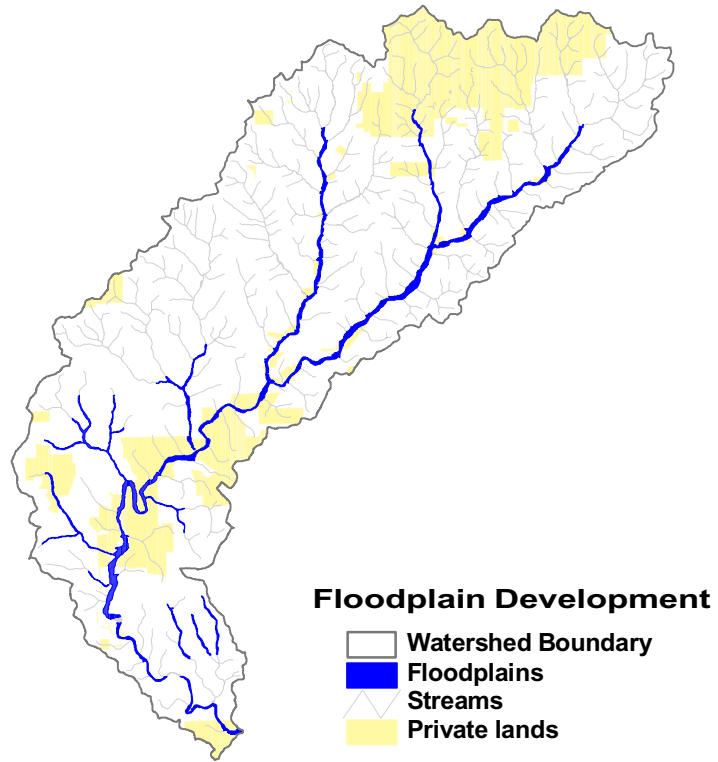 Floodplain Development
Watershed Boundary
Floodplains
Streams
Private lands